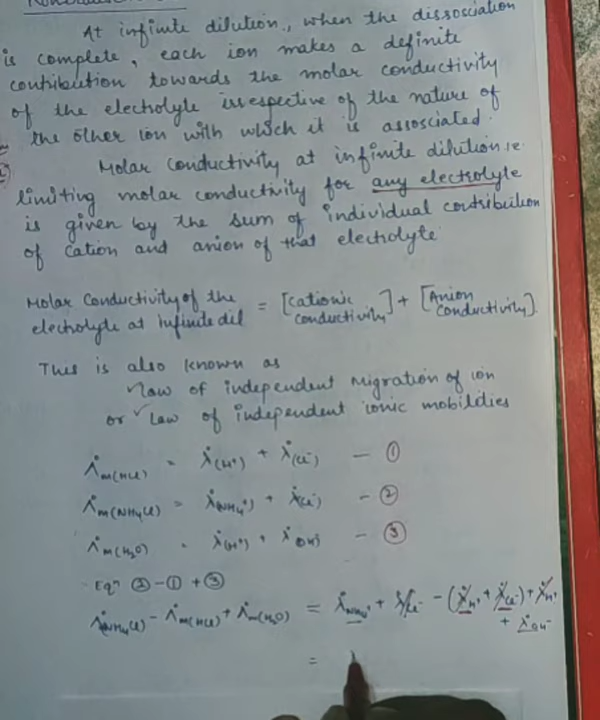 At infinite dilution., when the dissosciation
is complete, each ion makes a definite
contribution towards the molar conductivity
of the electrolyte irrespective of the nature of
the other ion with which it is assosciated.
Molar conductivity at infinite dilution i.e
limiting molar conductivity for any electrolyte
is given by the sum of individual contribution
of cation and anion of that electrolyte
Molar Conductivity of the = [Cationic conductivity] + [Anion conductivity].
electrolyte at infinite dil
This is also known as
✓ law of independent migration of ion
or ✓ Law of independent ionic mobilities
Λ°m(HCl) = λ°(H⁺) + λ°(Cl⁻) — ①
Λ°m(NH4Cl) = λ°(NH4⁺) + λ°(Cl⁻) — ②
Λ°m(H2O) = λ°(H⁺) + λ°(OH⁻) — ③
Eqⁿ ② - ① + ③
Λ°m(NH4Cl) - Λ°m(HCl) + Λ°m(H2O) = λ°NH4⁺ + λ°Cl⁻ - (λ°H⁺ + λ°Cl⁻) + λ°H⁺
+ λ°OH⁻
=